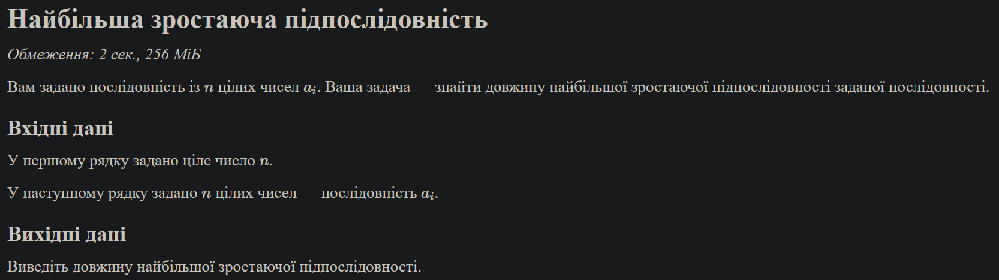 Найбільша зростаюча підпослідовність
Обмеження: 2 сек., 256 МіБ
Вам задано послідовність із n цілих чисел aᵢ. Ваша задача — знайти довжину найбільшої зростаючої підпослідовності заданої послідовності.
Вхідні дані
У першому рядку задано ціле число n.
У наступному рядку задано n цілих чисел — послідовність aᵢ.
Вихідні дані
Виведіть довжину найбільшої зростаючої підпослідовності.